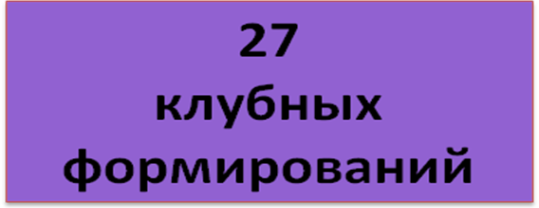 27
клубных
формирований